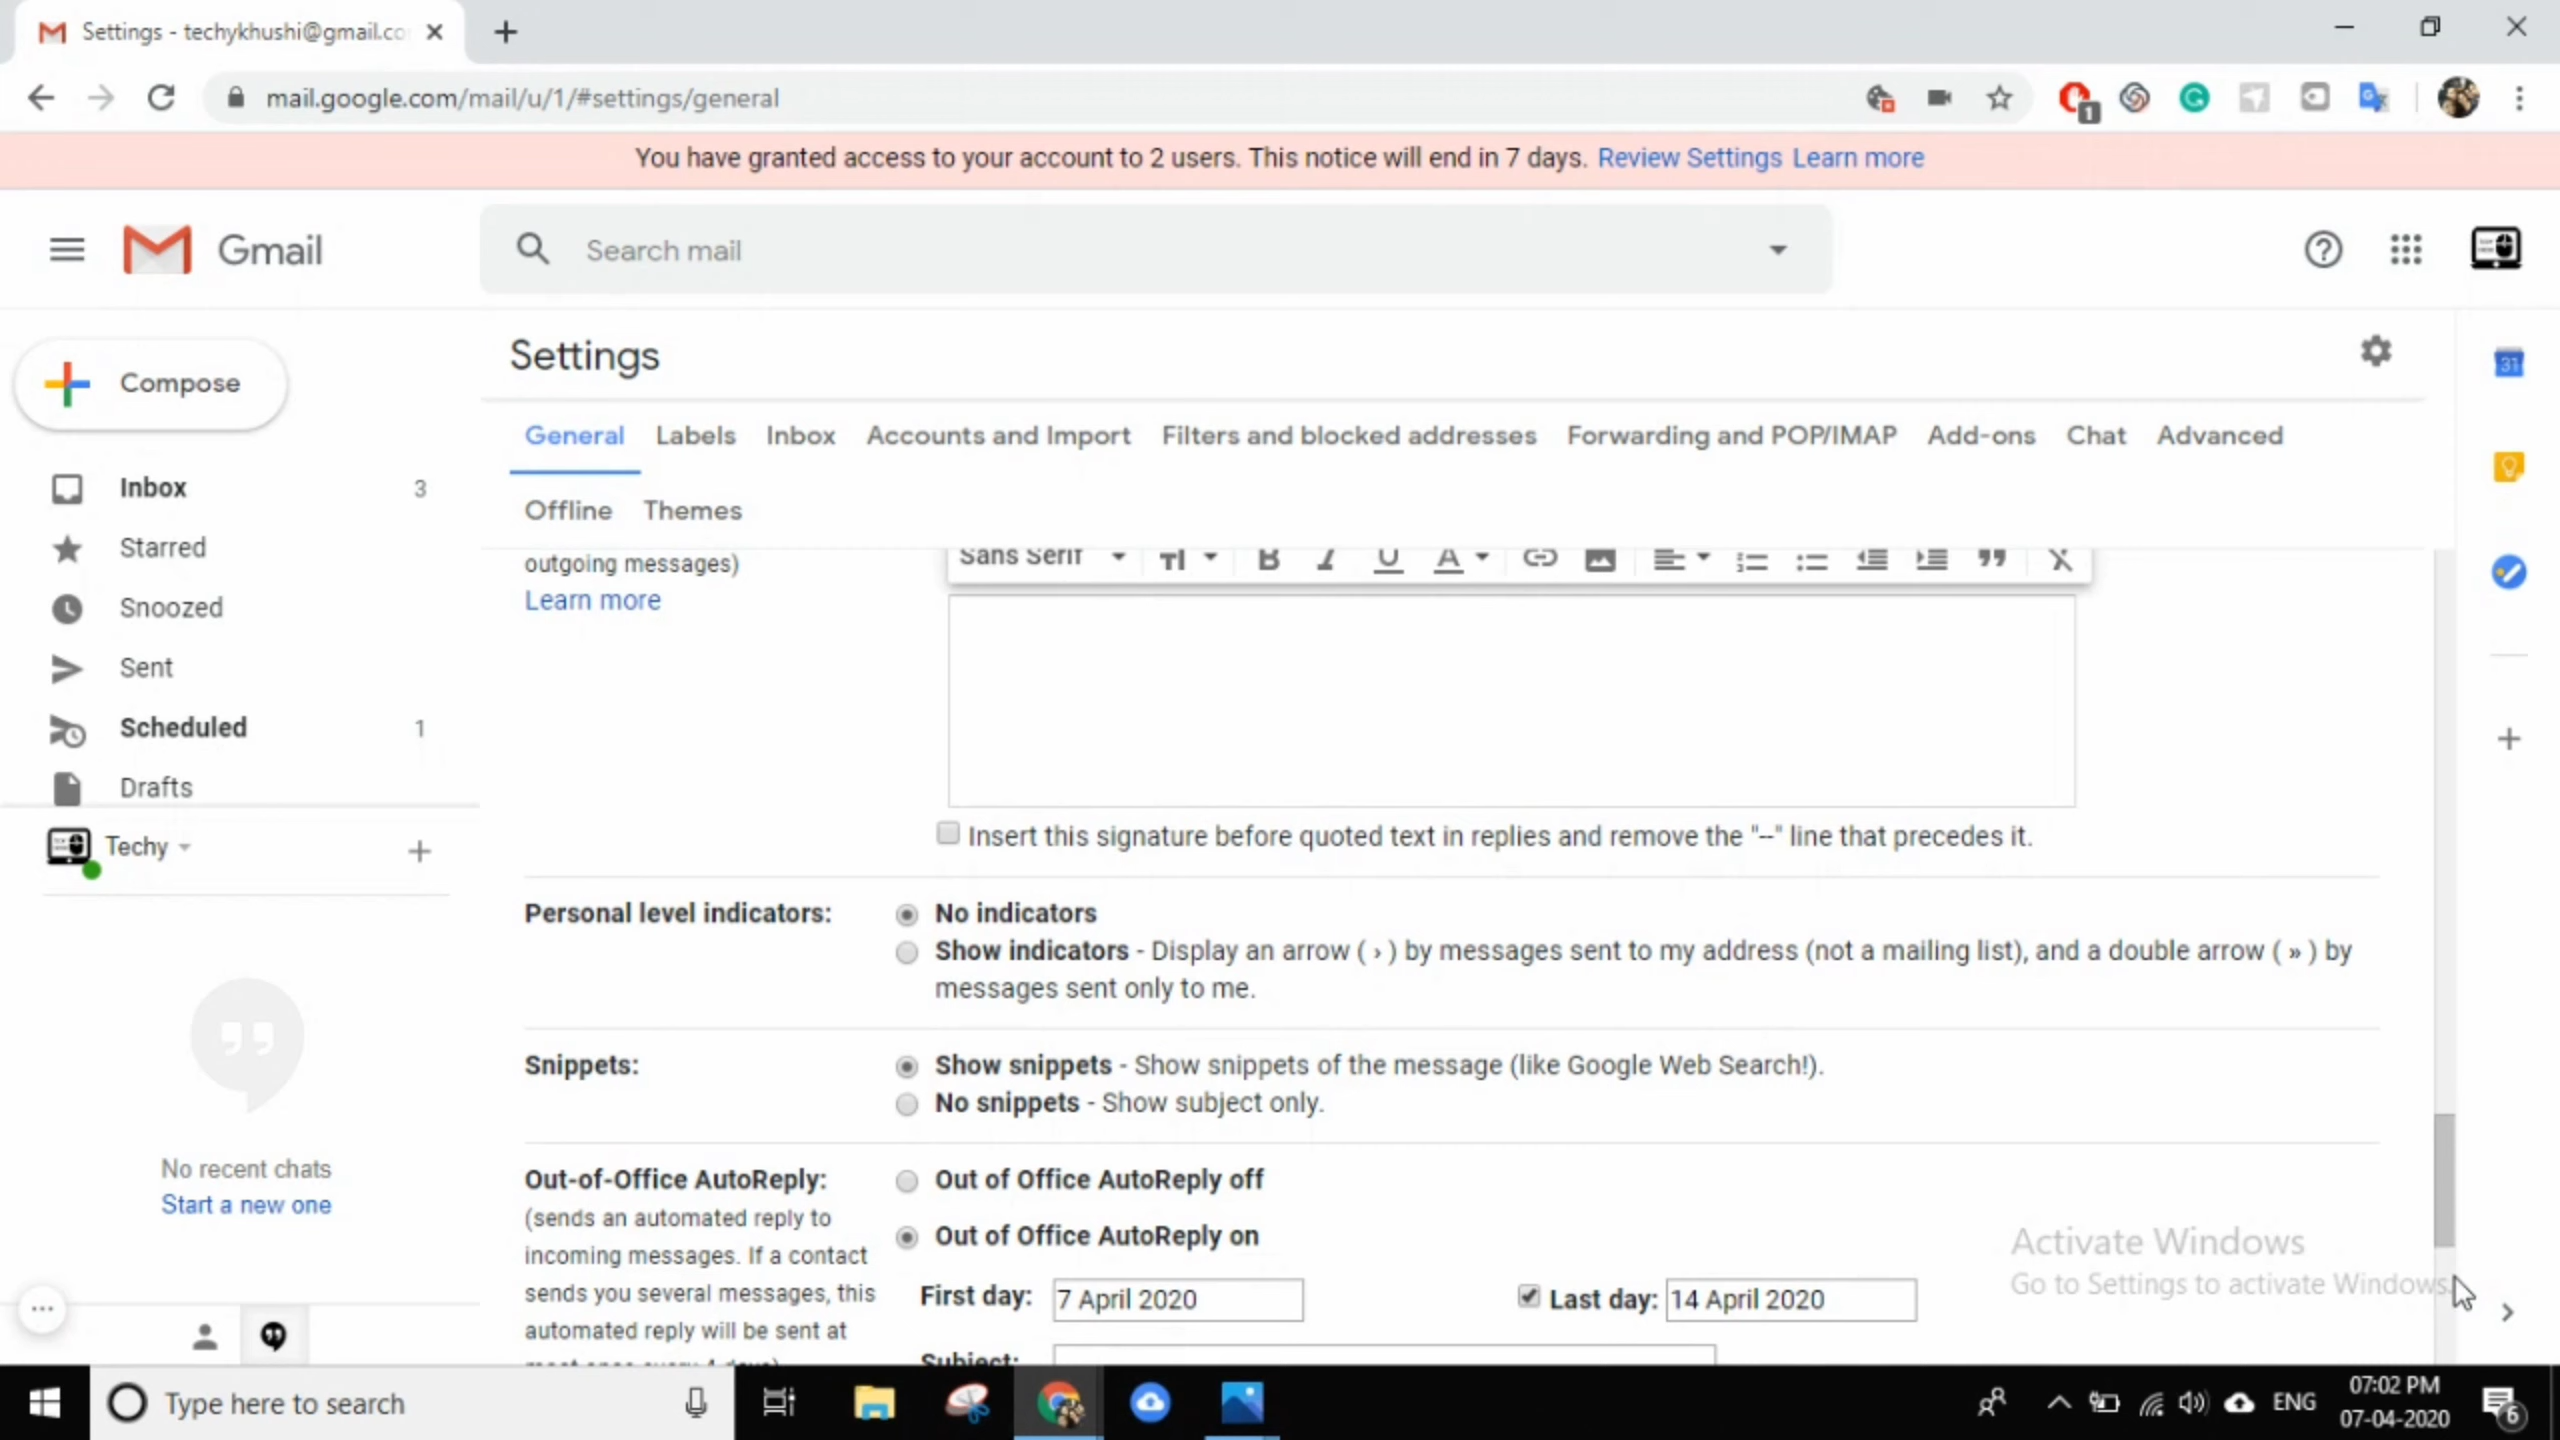 Settings - techykhushi@gmail.co
mail.google.com/mail/u/1/#settings/general
1
You have granted access to your account to 2 users. This notice will end in 7 days. Review Settings Learn more
Gmail
Search mail
Compose
Inbox 3
Starred
Snoozed
Sent
Scheduled 1
Drafts
Techy
No recent chats
Start a new one
Settings
General Labels Inbox Accounts and Import Filters and blocked addresses Forwarding and POP/IMAP Add-ons Chat Advanced
Offline Themes
outgoing messages)
Learn more
Sans Serif
Insert this signature before quoted text in replies and remove the "--" line that precedes it.
Personal level indicators:
No indicators
Show indicators - Display an arrow ( › ) by messages sent to my address (not a mailing list), and a double arrow ( » ) by
messages sent only to me.
Snippets:
Show snippets - Show snippets of the message (like Google Web Search!).
No snippets - Show subject only.
Out-of-Office AutoReply:
(sends an automated reply to
incoming messages. If a contact
sends you several messages, this
automated reply will be sent at
most once every 4 days)
Out of Office AutoReply off
Out of Office AutoReply on
First day: 7 April 2020
Last day: 14 April 2020
Subject:
31
Activate Windows
Go to Settings to activate Windows.
Type here to search
ENG
07:02 PM
07-04-2020
6